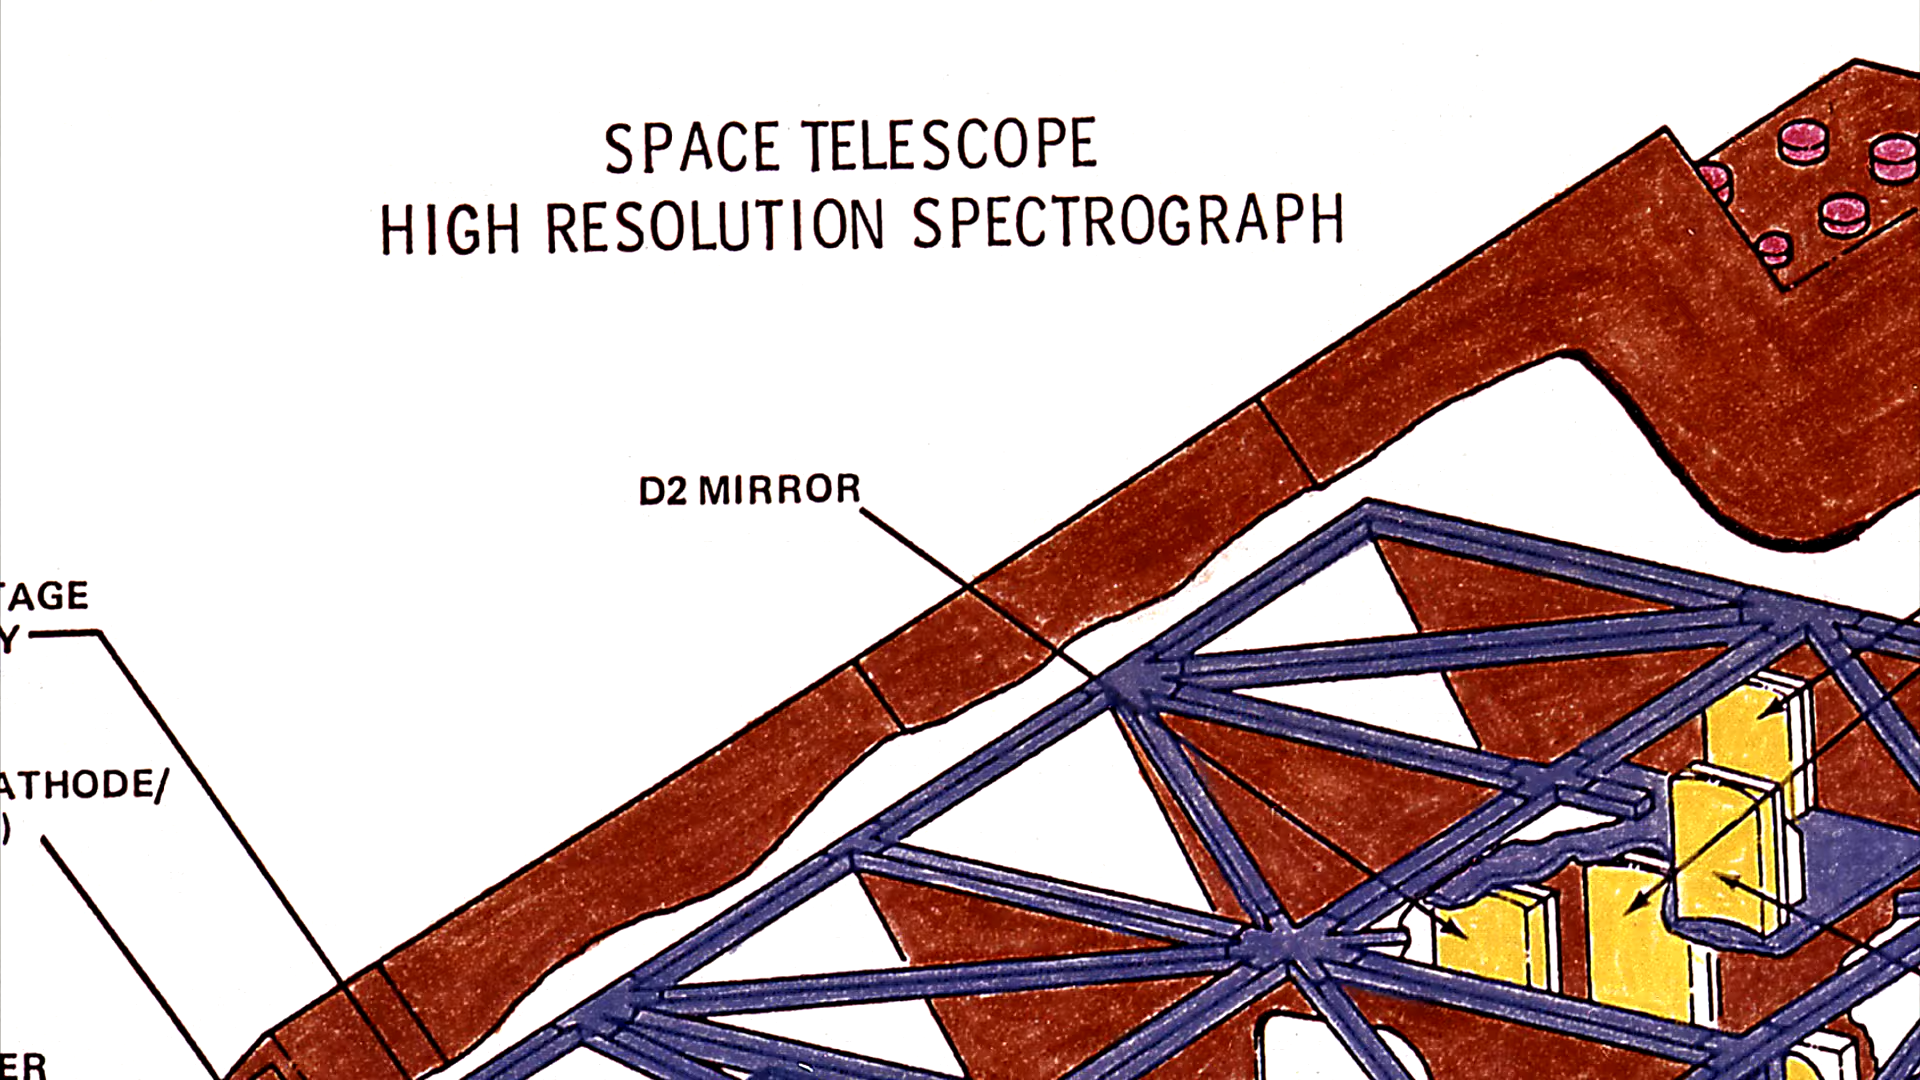 SPACE TELESCOPE
HIGH RESOLUTION SPECTROGRAPH
D2 MIRROR
TAGE
Y
ATHODE/
)
ER